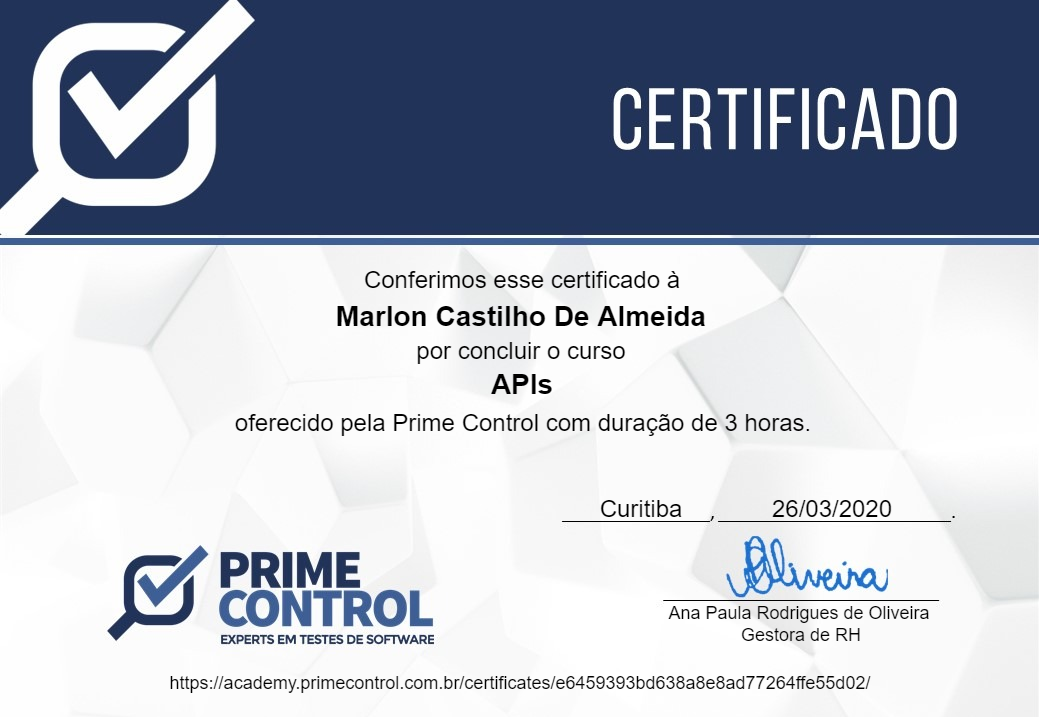 CERTIFICADO
Conferimos esse certificado à
Marlon Castilho De Almeida
por concluir o curso
APIs
oferecido pela Prime Control com duração de 3 horas.
Curitiba, 26/03/2020.
Oliveira
PRIME
CONTROL
EXPERTS EM TESTES DE SOFTWARE
Ana Paula Rodrigues de Oliveira
Gestora de RH
https://academy.primecontrol.com.br/certificates/e6459393bd638a8e8ad77264ffe55d02/